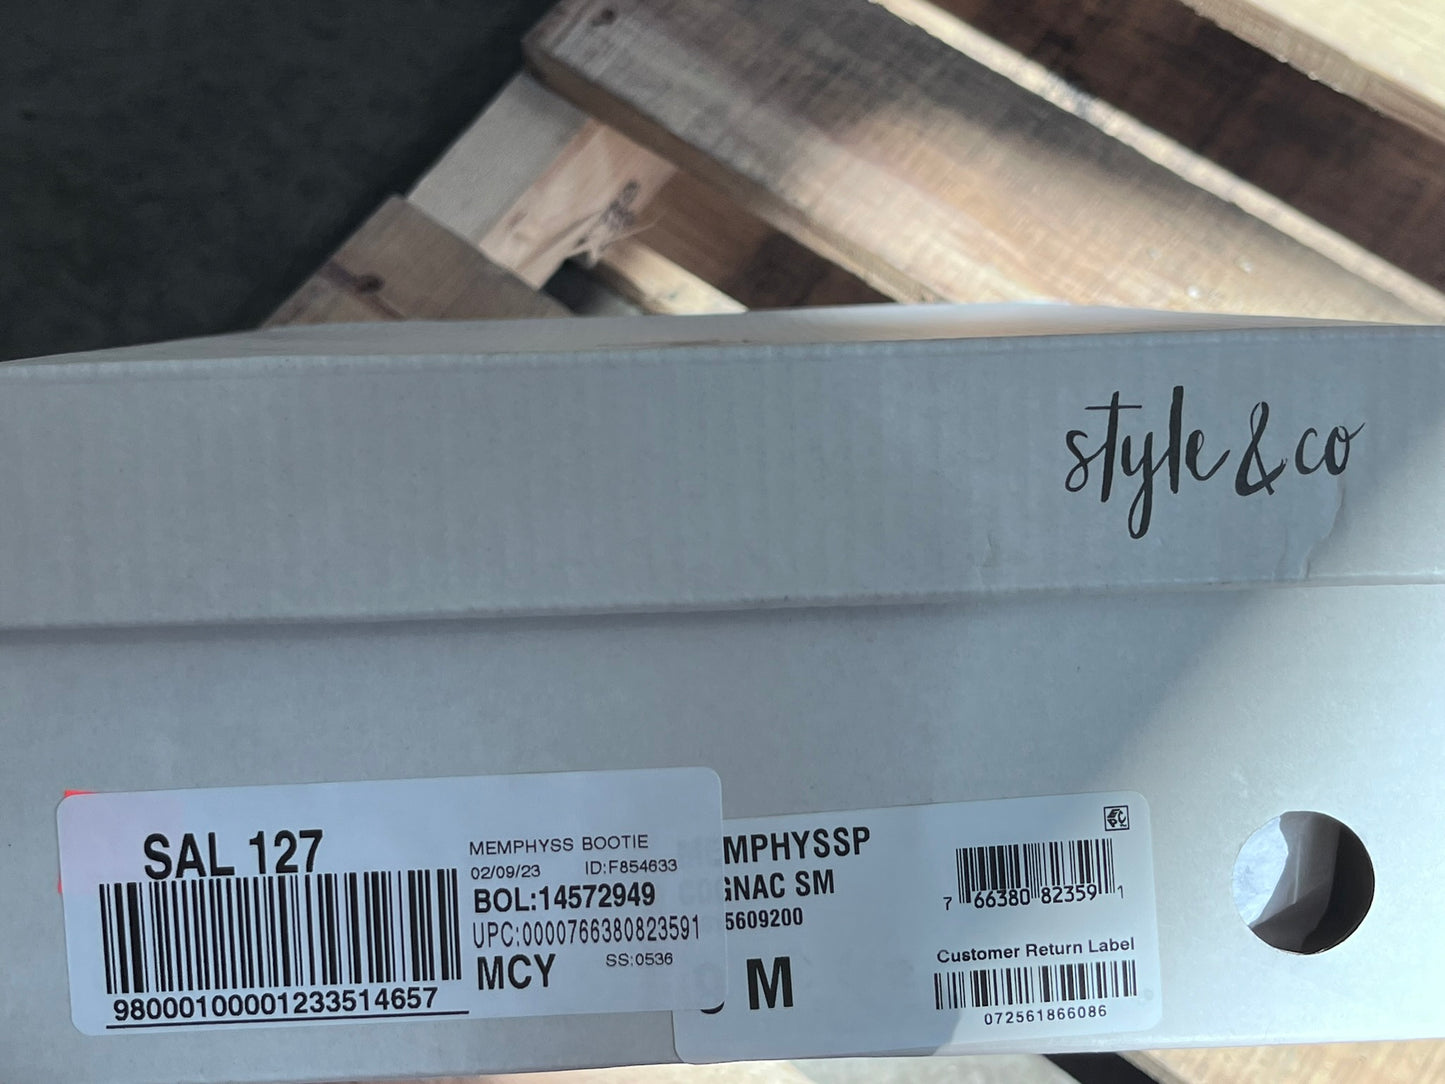 style & co
SAL 127
98000100001233514657
MEMPHYSS BOOTIE
02/09/23 ID:F854633
BOL:14572949
UPC:0000766380823591
MCY SS:0536
MPHYSSP
GNAC SM
5609200
M
7 66380 82359 1
Customer Return Label
072561866086